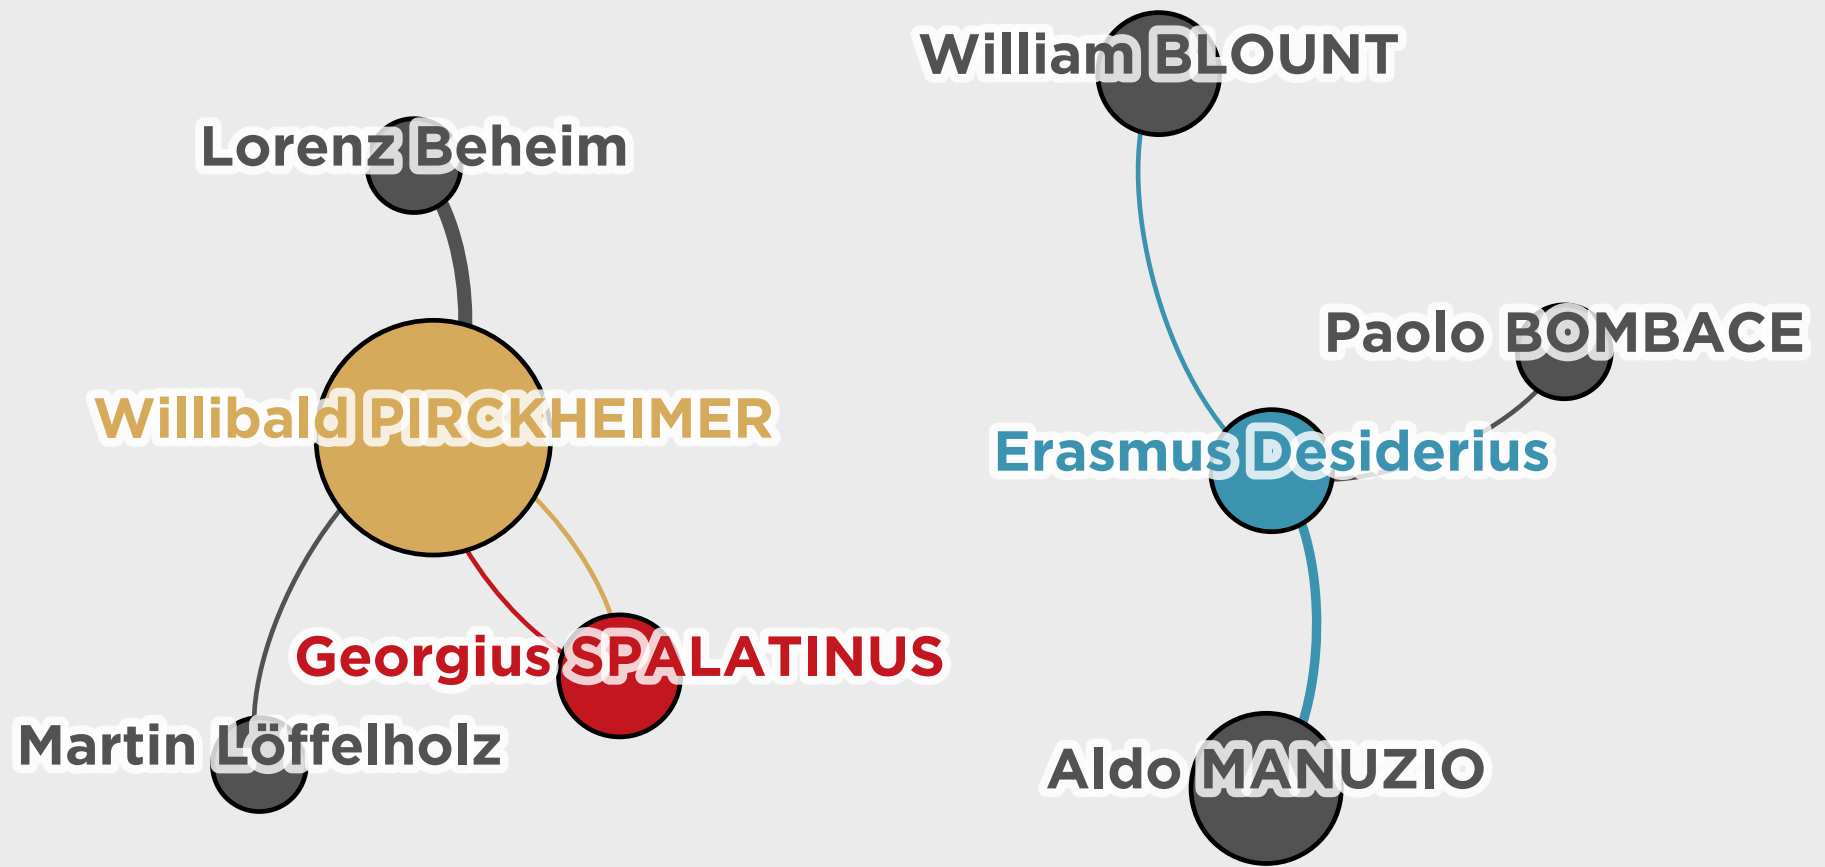 William BLOUNT
Lorenz Beheim
Paolo BOMBACE
Willibald PIRCKHEIMER
Erasmus Desiderius
Georgius SPALATINUS
Martin Löffelholz
Aldo MANUZIO